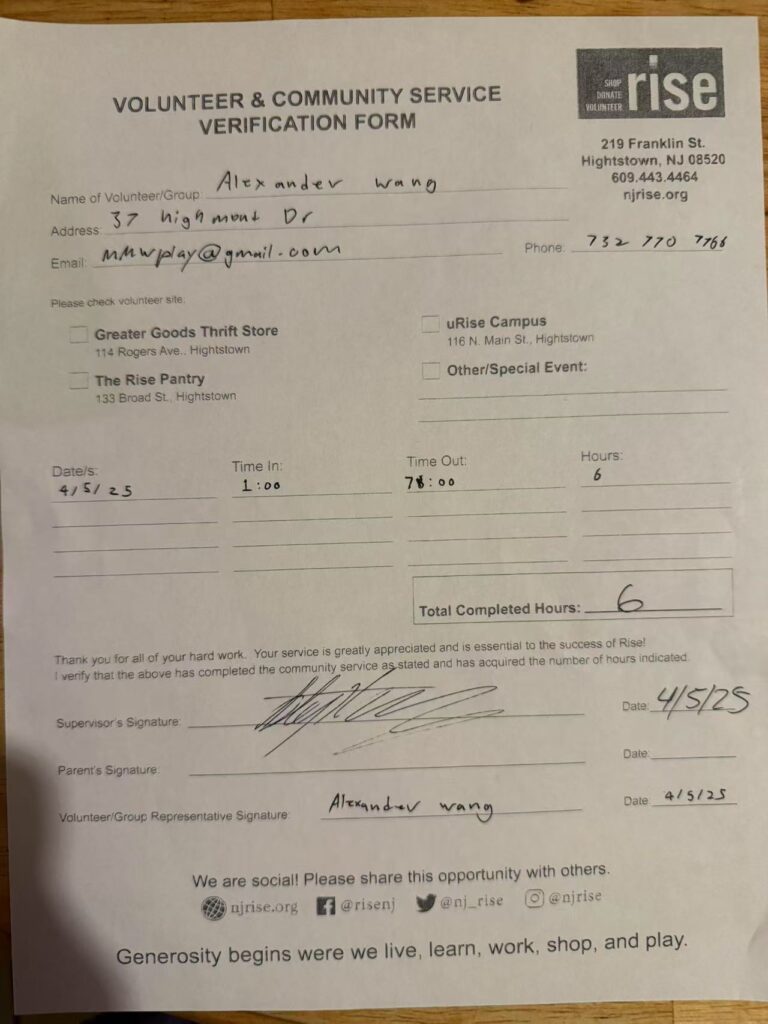 SHOP
DONATE
VOLUNTEER
rise
VOLUNTEER & COMMUNITY SERVICE
VERIFICATION FORM
219 Franklin St.
Hightstown, NJ 08520
609.443.4464
njrise.org
Name of Volunteer/Group: Alexander wang
Address: 37 highmont Dr
Email: mmwplay@gmail.com Phone: 732 770 7766
Please check volunteer site:
Greater Goods Thrift Store
114 Rogers Ave., Hightstown
uRise Campus
116 N. Main St., Hightstown
The Rise Pantry
133 Broad St., Hightstown
Other/Special Event:
Date/s: Time In: Time Out: Hours:
4/5/25 1:00 :00 6
Total Completed Hours: 6
Thank you for all of your hard work. Your service is greatly appreciated and is essential to the success of Rise!
I verify that the above has completed the community service as stated and has acquired the number of hours indicated.
Supervisor's Signature: Date: 4/5/25
Parent's Signature: Date:
Volunteer/Group Representative Signature: Alexander wang Date: 4/5/25
We are social! Please share this opportunity with others.
njrise.org @risenj @nj_rise @njrise
Generosity begins were we live, learn, work, shop, and play.